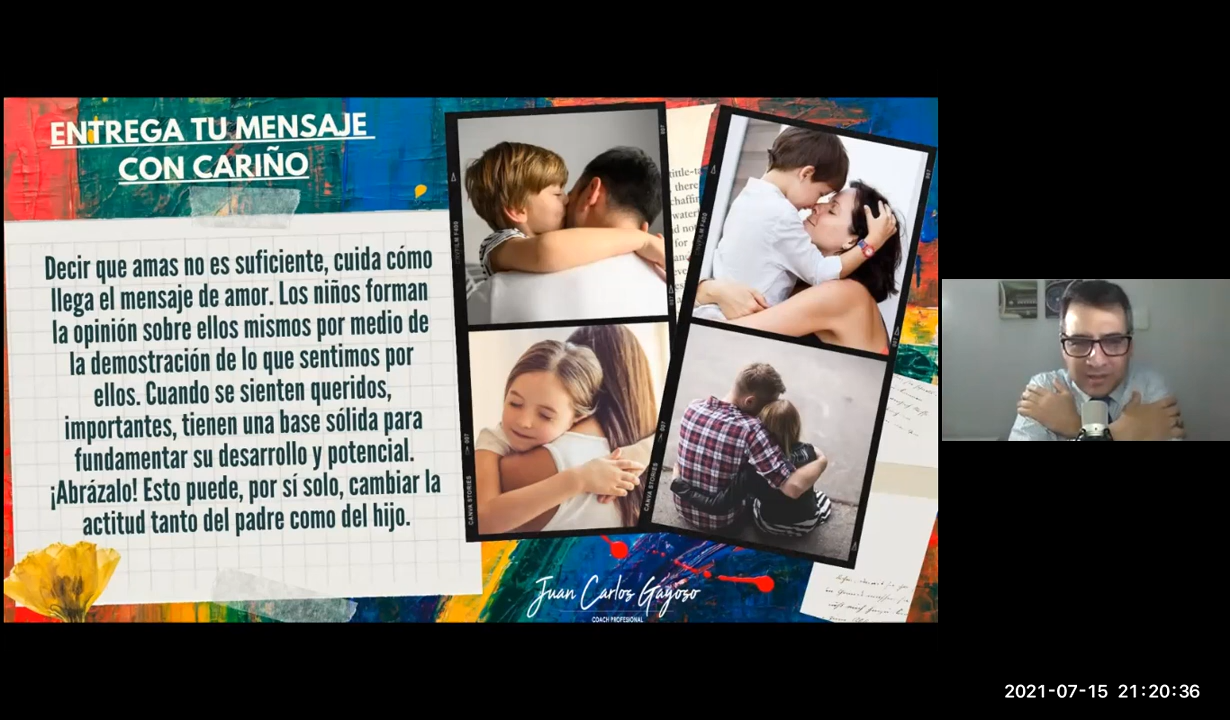 ENTREGA TU MENSAJE
CON CARIÑO
Decir que amas no es suficiente, cuida cómo
llega el mensaje de amor. Los niños forman
la opinión sobre ellos mismos por medio de
la demostración de lo que sentimos por
ellos. Cuando se sienten queridos,
importantes, tienen una base sólida para
fundamentar su desarrollo y potencial.
¡Abrázalo! Esto puede, por sí solo, cambiar la
actitud tanto del padre como del hijo.
CANVA STORIES
CANVA STORIES
Juan Carlos Gayoso
COACH PROFESIONAL
2021-07-15 21:20:36